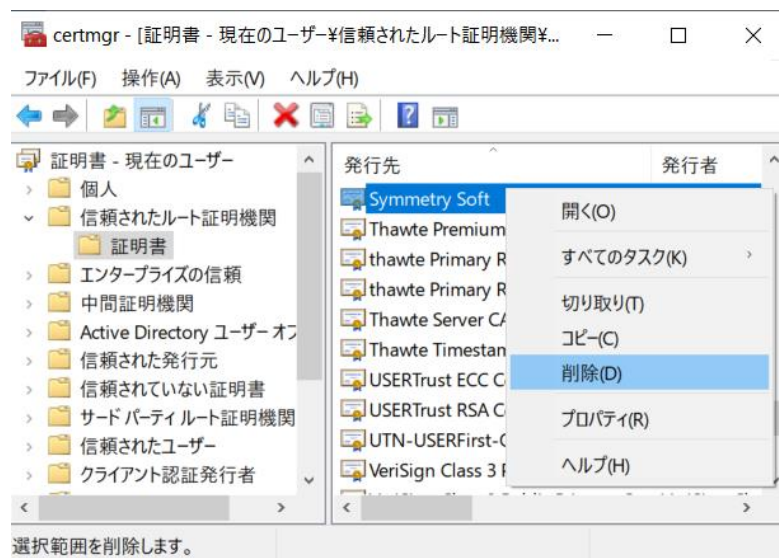 certmgr - [証明書 - 現在のユーザー¥信頼されたルート証明機関¥...
ファイル(F) 操作(A) 表示(V) ヘルプ(H)
証明書 - 現在のユーザー
個人
信頼されたルート証明機関
証明書
エンタープライズの信頼
中間証明機関
Active Directory ユーザー オブ
信頼された発行元
信頼されていない証明書
サード パーティ ルート証明機関
信頼されたユーザー
クライアント認証発行者
発行先 発行者
Symmetry Soft
Thawte Premium
thawte Primary R
thawte Primary R
Thawte Server CA
Thawte Timestan
USERTrust ECC C
USERTrust RSA C
UTN-USERFirst-
VeriSign Class 3 P
開く(O)
すべてのタスク(K)
切り取り(T)
コピー(C)
削除(D)
プロパティ(R)
ヘルプ(H)
選択範囲を削除します。